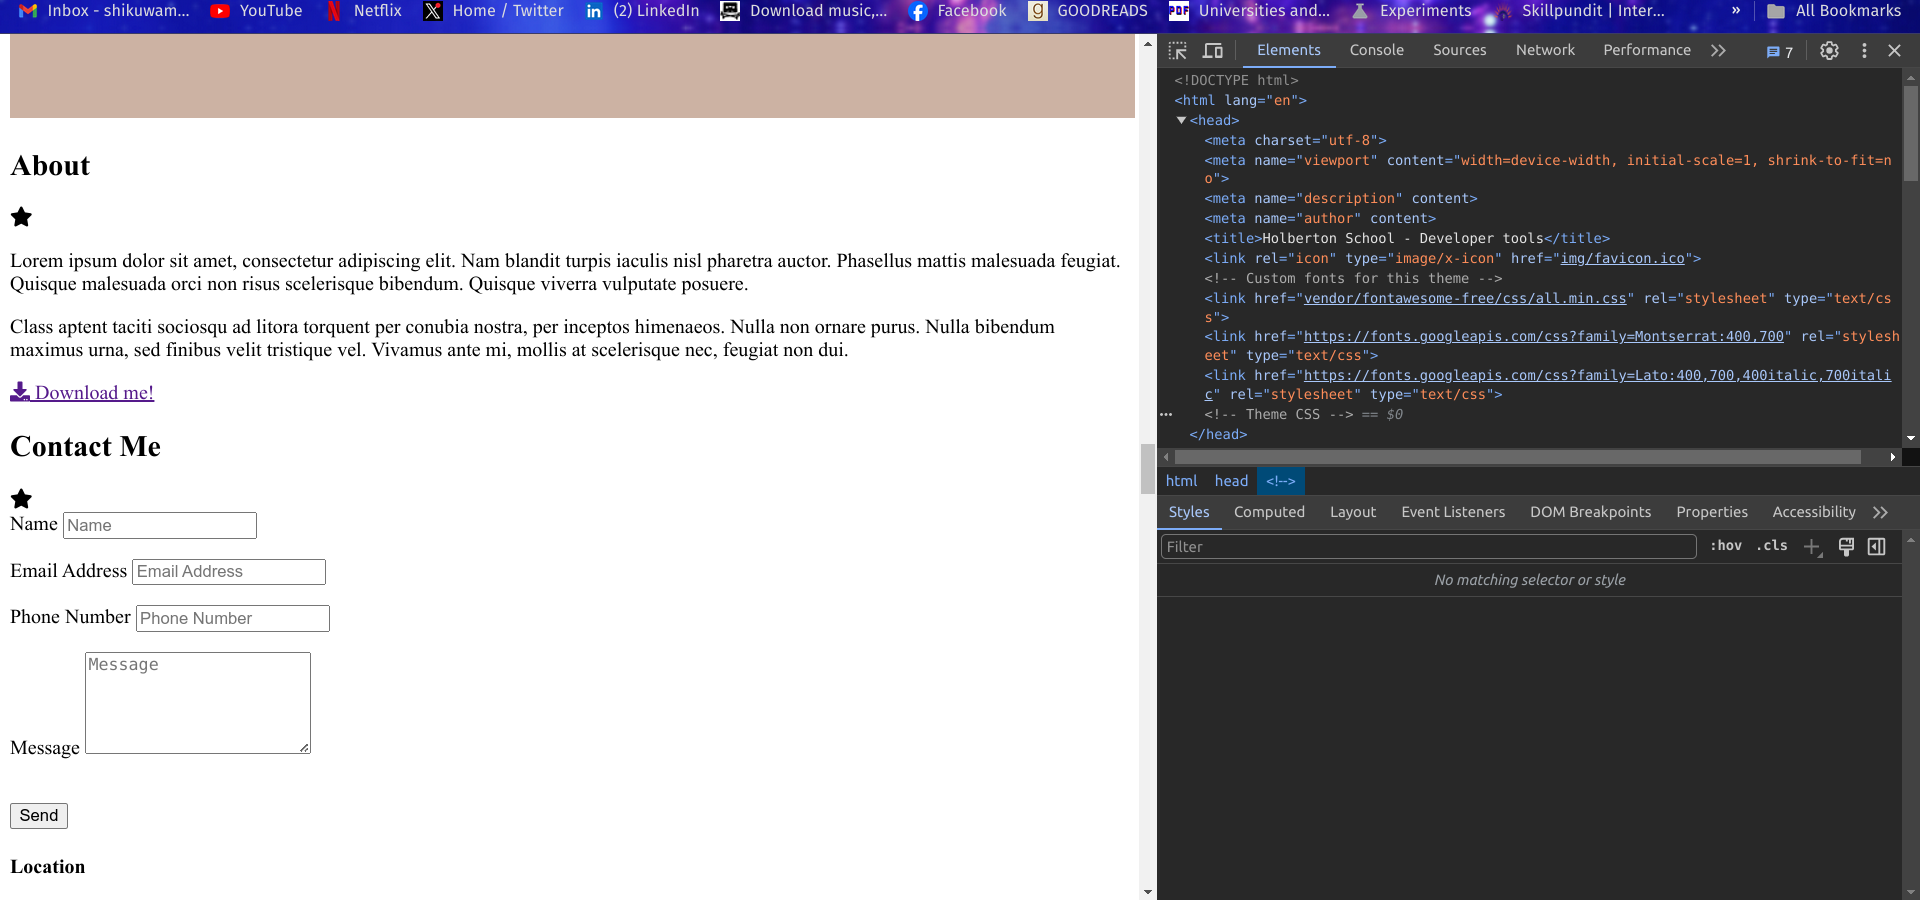 Inbox - shikuwam... YouTube Netflix Home / Twitter (2) LinkedIn Download music,... Facebook GOODREADS Universities and... Experiments Skillpundit | Inter... » All Bookmarks
About
Lorem ipsum dolor sit amet, consectetur adipiscing elit. Nam blandit turpis iaculis nisl pharetra auctor. Phasellus mattis malesuada feugiat.
Quisque malesuada orci non risus scelerisque bibendum. Quisque viverra vulputate posuere.
Class aptent taciti sociosqu ad litora torquent per conubia nostra, per inceptos himenaeos. Nulla non ornare purus. Nulla bibendum
maximus urna, sed finibus velit tristique vel. Vivamus ante mi, mollis at scelerisque nec, feugiat non dui.
Download me!
Contact Me
Name Name
Email Address Email Address
Phone Number Phone Number
Message Message
Send
Location
Elements Console Sources Network Performance 7
<!DOCTYPE html>
<html lang="en">
<head>
<meta charset="utf-8">
<meta name="viewport" content="width=device-width, initial-scale=1, shrink-to-fit=n
o">
<meta name="description" content>
<meta name="author" content>
<title>Holberton School - Developer tools</title>
<link rel="icon" type="image/x-icon" href="img/favicon.ico">
<!-- Custom fonts for this theme -->
<link href="vendor/fontawesome-free/css/all.min.css" rel="stylesheet" type="text/cs
s">
<link href="https://fonts.googleapis.com/css?family=Montserrat:400,700" rel="stylesh
eet" type="text/css">
<link href="https://fonts.googleapis.com/css?family=Lato:400,700,400italic,700itali
c" rel="stylesheet" type="text/css">
<!-- Theme CSS --> == $0
</head>
html head <!-->
Styles Computed Layout Event Listeners DOM Breakpoints Properties Accessibility
Filter :hov .cls
No matching selector or style